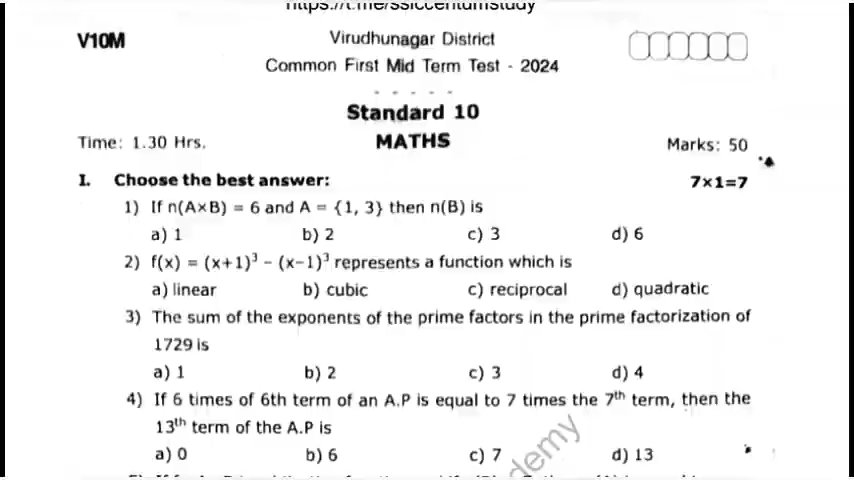 https://t.me/sslccentumstudy
V10M
Virudhunagar District
Common First Mid Term Test - 2024
Standard 10
Time: 1.30 Hrs.
MATHS
Marks: 50
I. Choose the best answer:
7×1=7
1) If n(A×B) = 6 and A = {1, 3} then n(B) is
a) 1 b) 2 c) 3 d) 6
2) f(x) = (x+1)³ − (x−1)³ represents a function which is
a) linear b) cubic c) reciprocal d) quadratic
3) The sum of the exponents of the prime factors in the prime factorization of
1729 is
a) 1 b) 2 c) 3 d) 4
4) If 6 times of 6th term of an A.P is equal to 7 times the 7th term, then the
13th term of the A.P is
a) 0 b) 6 c) 7 d) 13
demy